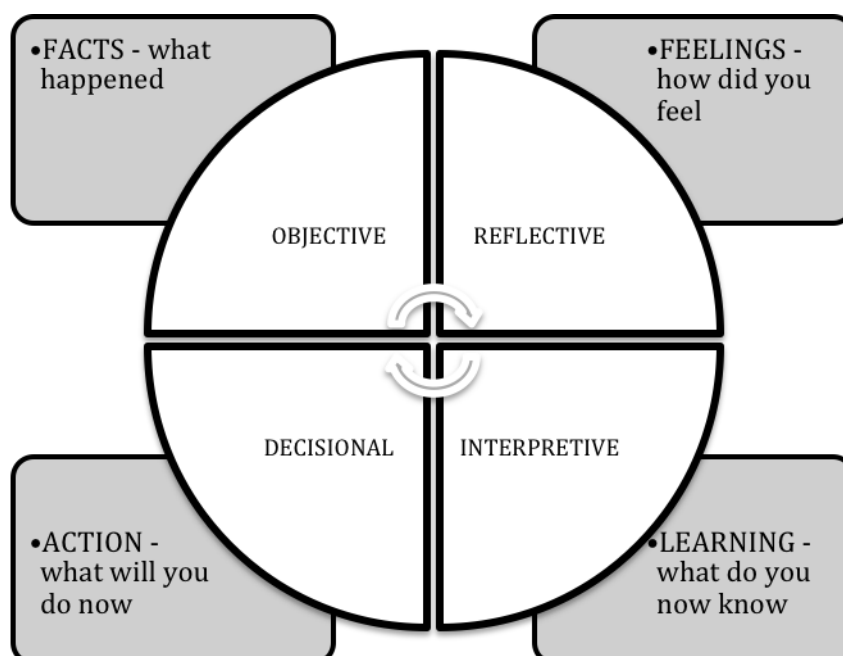 •FACTS - what
happened
•FEELINGS -
how did you
feel
OBJECTIVE
REFLECTIVE
DECISIONAL
INTERPRETIVE
•ACTION -
what will you
do now
•LEARNING -
what do you
now know